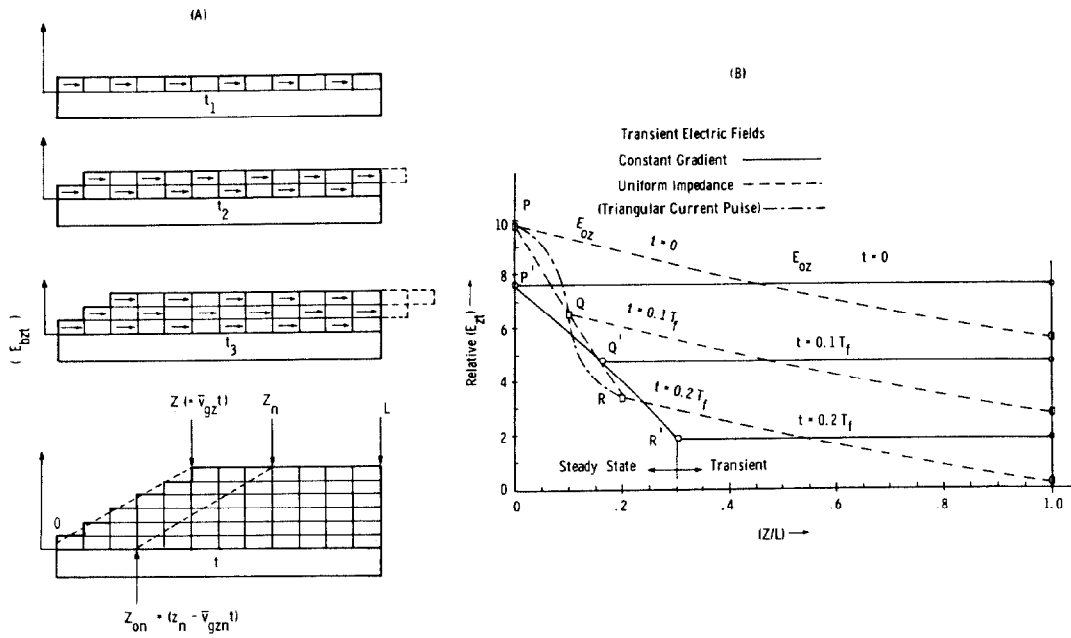 (A)
t1
t2
t3
( E_bzt )
Z (= v̄_gz t)
Z_n
L
0
t
Z_on = (z_n - v̄_gzn t)
(B)
Transient Electric Fields
Constant Gradient
Uniform Impedance
(Triangular Current Pulse)
P
E_oz
t = 0
E_oz
t = 0
P'
Q
t = 0.1 T_f
Q'
t = 0.1 T_f
t = 0.2 T_f
R
t = 0.2 T_f
R'
Steady State
Transient
Relative (E_zt)
10
8
6
4
2
0
0
.2
.4
.6
.8
1.0
(Z/L)